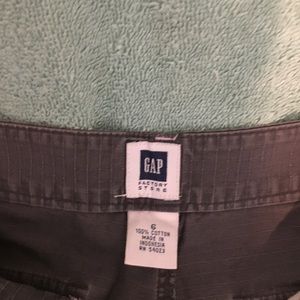 GAP
FACTORY
STORE
6
100% COTTON
MADE IN
INDONESIA
RN 54023